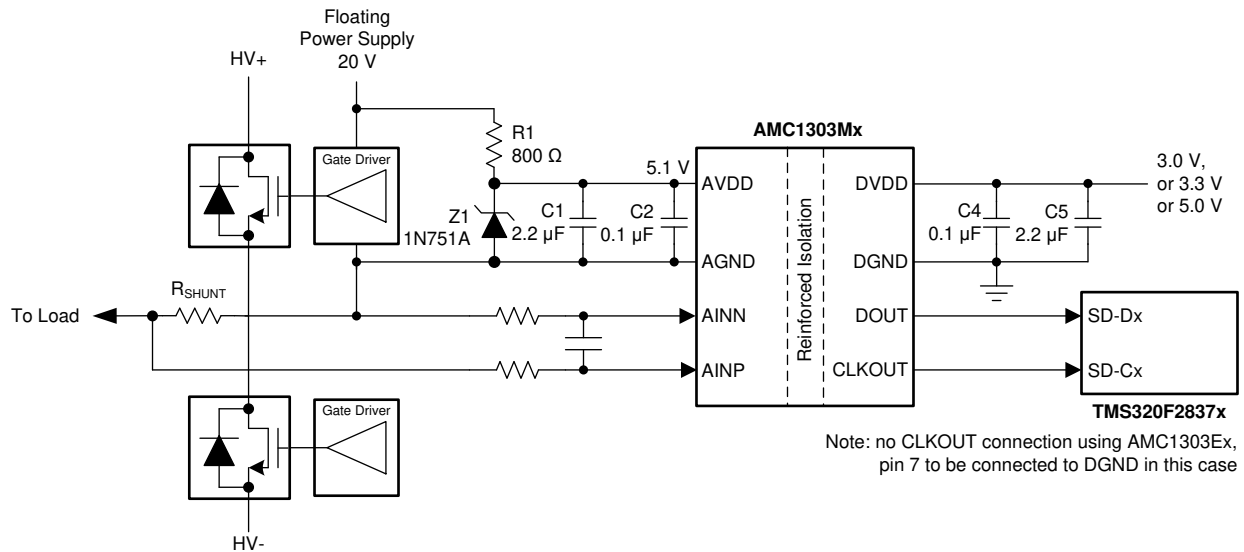 Floating
Power Supply
20 V
HV+
Gate Driver
R1
800 Ω
AMC1303Mx
5.1 V
AVDD
DVDD
3.0 V,
or 3.3 V
or 5.0 V
Z1
1N751A
C1
2.2 µF
C2
0.1 µF
C4
0.1 µF
C5
2.2 µF
AGND
DGND
Reinforced Isolation
RSHUNT
To Load
AINN
DOUT
SD-Dx
AINP
CLKOUT
SD-Cx
TMS320F2837x
Gate Driver
Note: no CLKOUT connection using AMC1303Ex,
pin 7 to be connected to DGND in this case
HV-